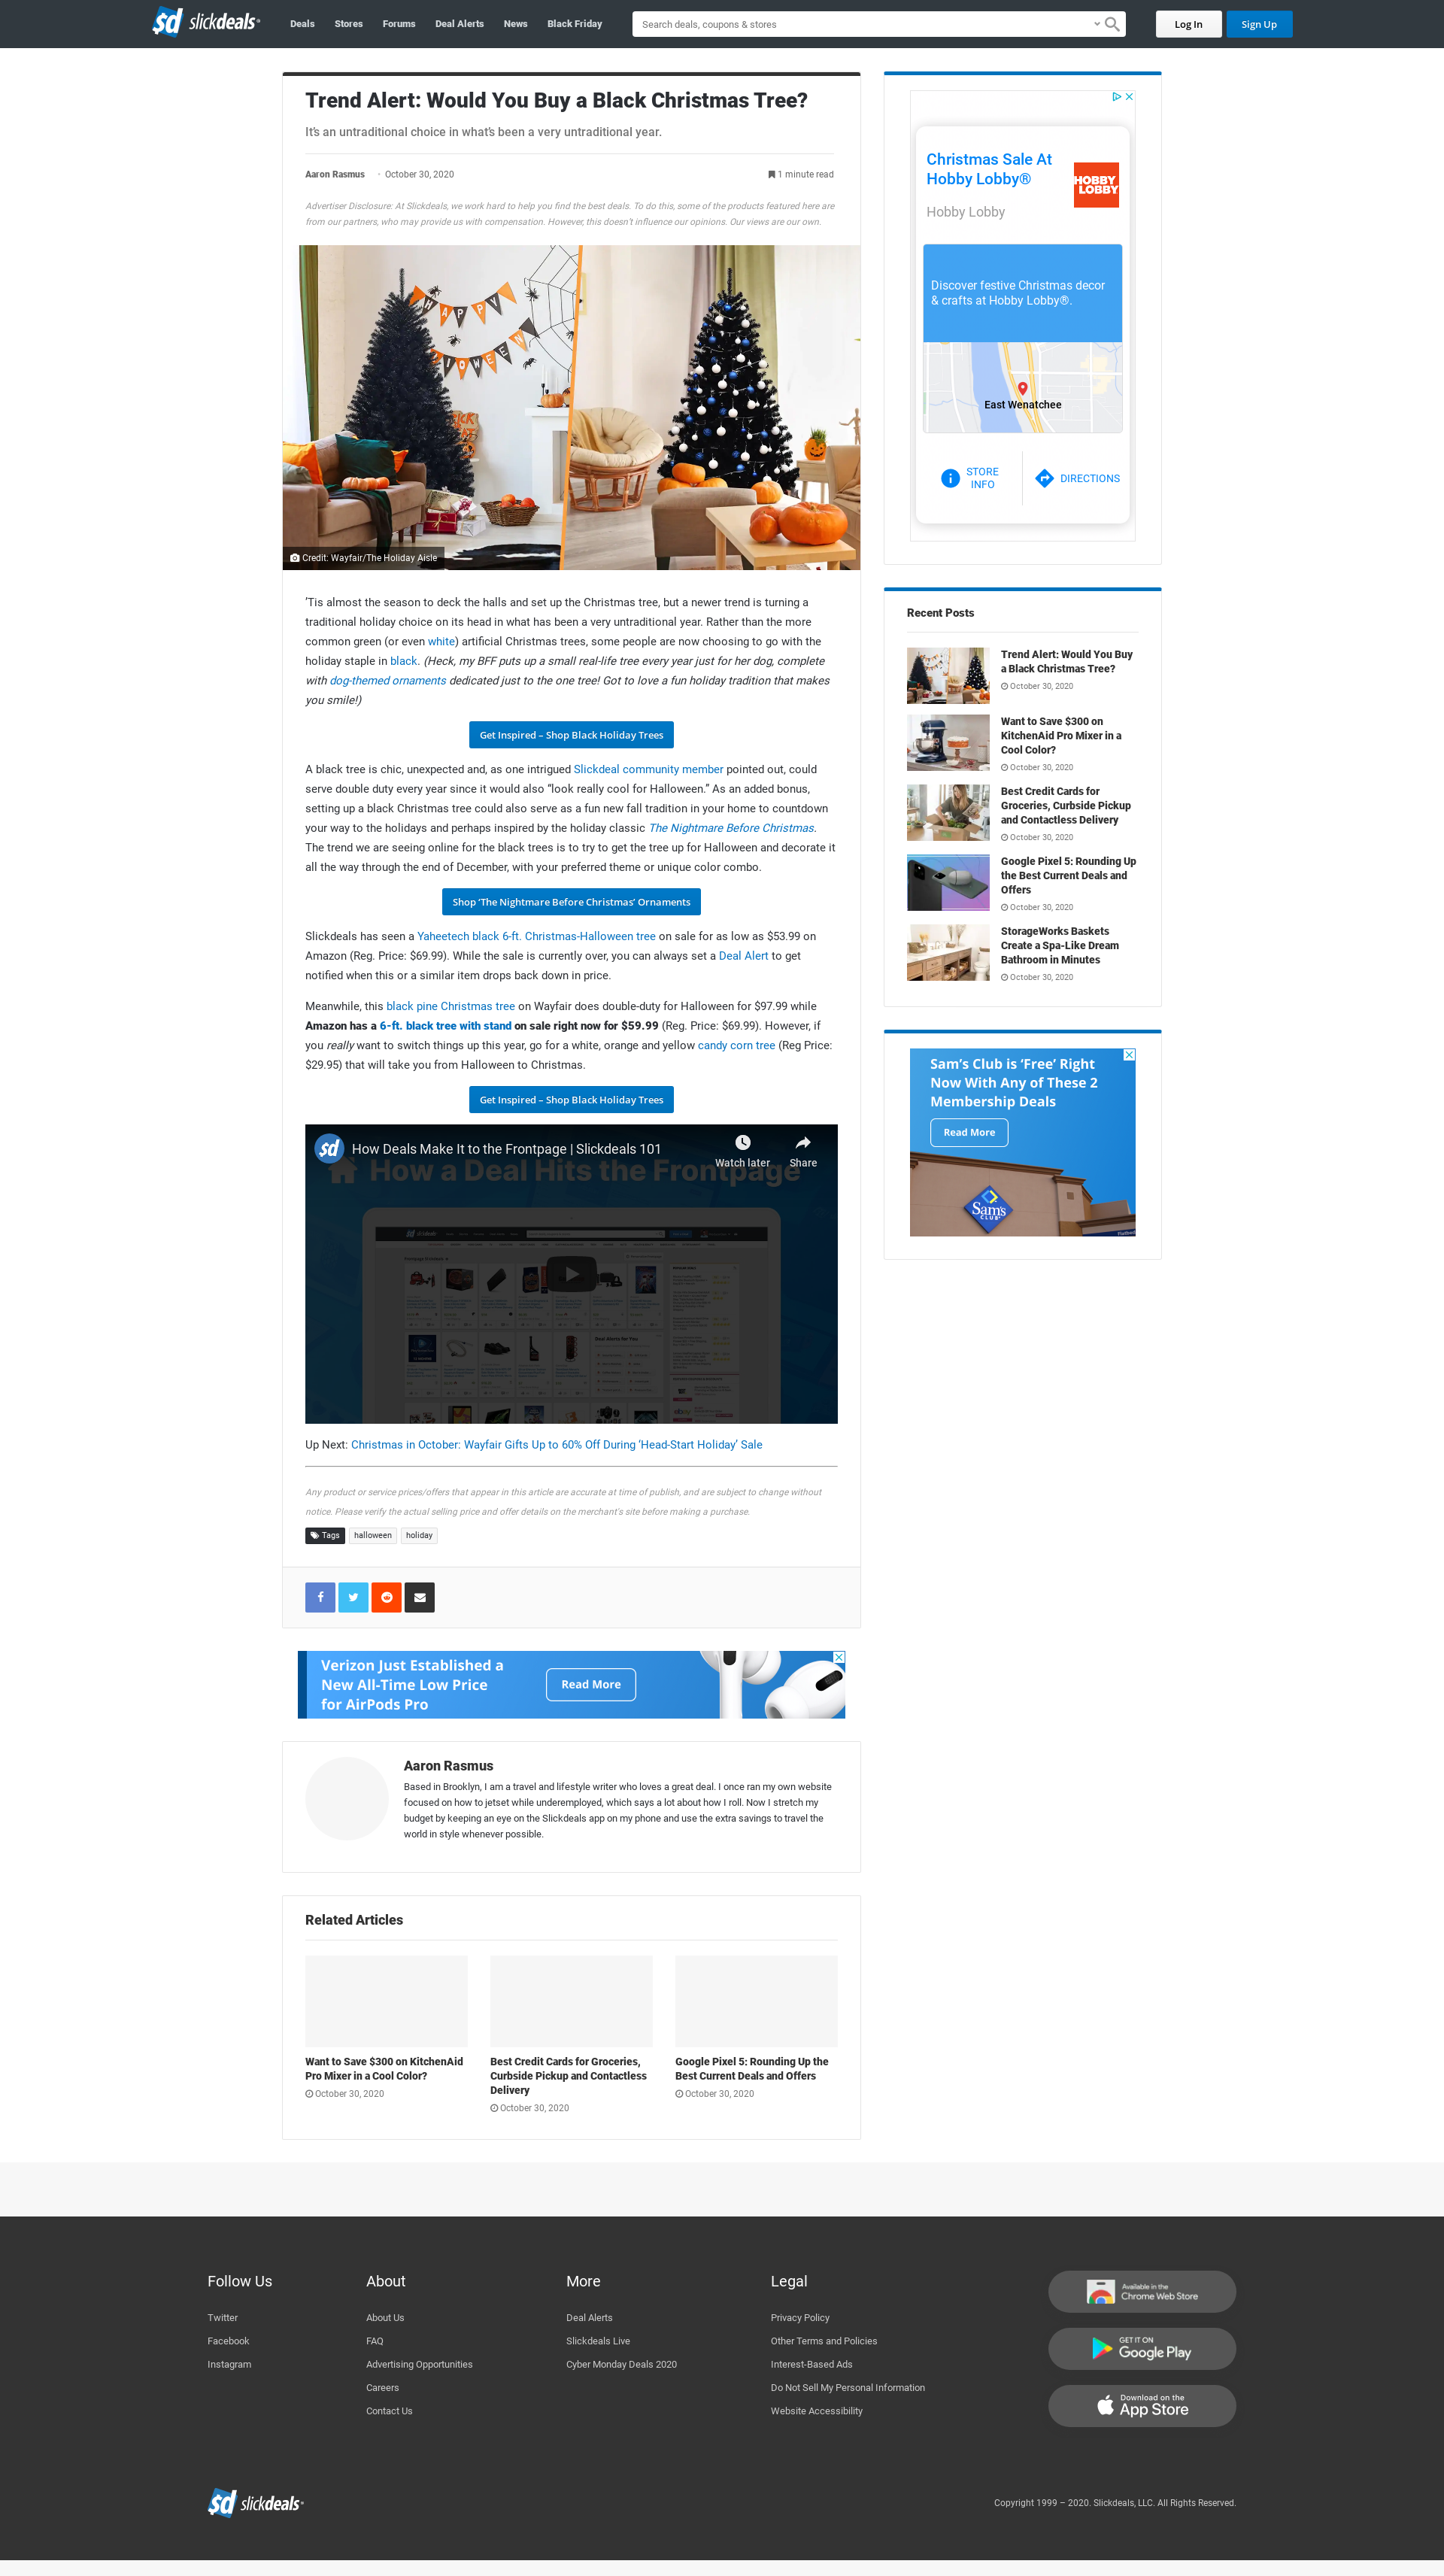 slickdeals
Deals
Stores
Forums
Deal Alerts
News
Black Friday
Search deals, coupons & stores
Log In
Sign Up
Trend Alert: Would You Buy a Black Christmas Tree?
It's an untraditional choice in what's been a very untraditional year.
Aaron Rasmus · October 30, 2020
1 minute read
Advertiser Disclosure: At Slickdeals, we work hard to help you find the best deals. To do this, some of the products featured here are
from our partners, who may provide us with compensation. However, this doesn't influence our opinions. Our views are our own.
HAPPY
Credit: Wayfair/The Holiday Aisle
'Tis almost the season to deck the halls and set up the Christmas tree, but a newer trend is turning a
traditional holiday choice on its head in what has been a very untraditional year. Rather than the more
common green (or even white) artificial Christmas trees, some people are now choosing to go with the
holiday staple in black. (Heck, my BFF puts up a small real-life tree every year just for her dog, complete
with dog-themed ornaments dedicated just to the one tree! Got to love a fun holiday tradition that makes
you smile!)
Get Inspired – Shop Black Holiday Trees
A black tree is chic, unexpected and, as one intrigued Slickdeal community member pointed out, could
serve double duty every year since it would also “look really cool for Halloween.” As an added bonus,
setting up a black Christmas tree could also serve as a fun new fall tradition in your home to countdown
your way to the holidays and perhaps inspired by the holiday classic The Nightmare Before Christmas.
The trend we are seeing online for the black trees is to try to get the tree up for Halloween and decorate it
all the way through the end of December, with your preferred theme or unique color combo.
Shop ‘The Nightmare Before Christmas’ Ornaments
Slickdeals has seen a Yaheetech black 6-ft. Christmas-Halloween tree on sale for as low as $53.99 on
Amazon (Reg. Price: $69.99). While the sale is currently over, you can always set a Deal Alert to get
notified when this or a similar item drops back down in price.
Meanwhile, this black pine Christmas tree on Wayfair does double-duty for Halloween for $97.99 while
Amazon has a 6-ft. black tree with stand on sale right now for $59.99 (Reg. Price: $69.99). However, if
you really want to switch things up this year, go for a white, orange and yellow candy corn tree (Reg Price:
$29.95) that will take you from Halloween to Christmas.
Get Inspired – Shop Black Holiday Trees
How Deals Make It to the Frontpage | Slickdeals 101
Watch later
Share
How a Deal Hits the Frontpage
Up Next: Christmas in October: Wayfair Gifts Up to 60% Off During ‘Head-Start Holiday’ Sale
Any product or service prices/offers that appear in this article are accurate at time of publish, and are subject to change without
notice. Please verify the actual selling price and offer details on the merchant's site before making a purchase.
Tags
halloween
holiday
Verizon Just Established a
New All-Time Low Price
for AirPods Pro
Read More
Aaron Rasmus
Based in Brooklyn, I am a travel and lifestyle writer who loves a great deal. I once ran my own website
focused on how to jetset while underemployed, which says a lot about how I roll. Now I stretch my
budget by keeping an eye on the Slickdeals app on my phone and use the extra savings to travel the
world in style whenever possible.
Related Articles
Want to Save $300 on KitchenAid
Pro Mixer in a Cool Color?
October 30, 2020
Best Credit Cards for Groceries,
Curbside Pickup and Contactless
Delivery
October 30, 2020
Google Pixel 5: Rounding Up the
Best Current Deals and Offers
October 30, 2020
Christmas Sale At
Hobby Lobby®
Hobby Lobby
HOBBY
LOBBY
Discover festive Christmas decor
& crafts at Hobby Lobby®.
East Wenatchee
STORE
INFO
DIRECTIONS
Recent Posts
Trend Alert: Would You Buy
a Black Christmas Tree?
October 30, 2020
Want to Save $300 on
KitchenAid Pro Mixer in a
Cool Color?
October 30, 2020
Best Credit Cards for
Groceries, Curbside Pickup
and Contactless Delivery
October 30, 2020
Google Pixel 5: Rounding Up
the Best Current Deals and
Offers
October 30, 2020
StorageWorks Baskets
Create a Spa-Like Dream
Bathroom in Minutes
October 30, 2020
Sam's Club is ‘Free’ Right
Now With Any of These 2
Membership Deals
Read More
Sam's
CLUB
Follow Us
Twitter
Facebook
Instagram
About
About Us
FAQ
Advertising Opportunities
Careers
Contact Us
More
Deal Alerts
Slickdeals Live
Cyber Monday Deals 2020
Legal
Privacy Policy
Other Terms and Policies
Interest-Based Ads
Do Not Sell My Personal Information
Website Accessibility
Available in the
Chrome Web Store
GET IT ON
Google Play
Download on the
App Store
slickdeals
Copyright 1999 – 2020. Slickdeals, LLC. All Rights Reserved.